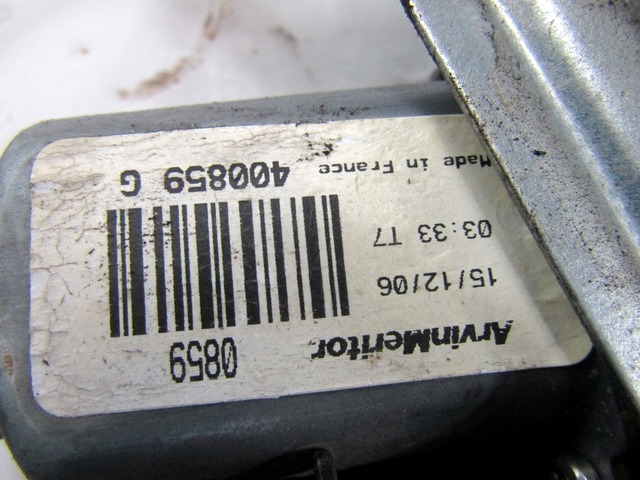 ArvinMeritor
0859
15/12/06
03:33 T7
Made in France 400859 G